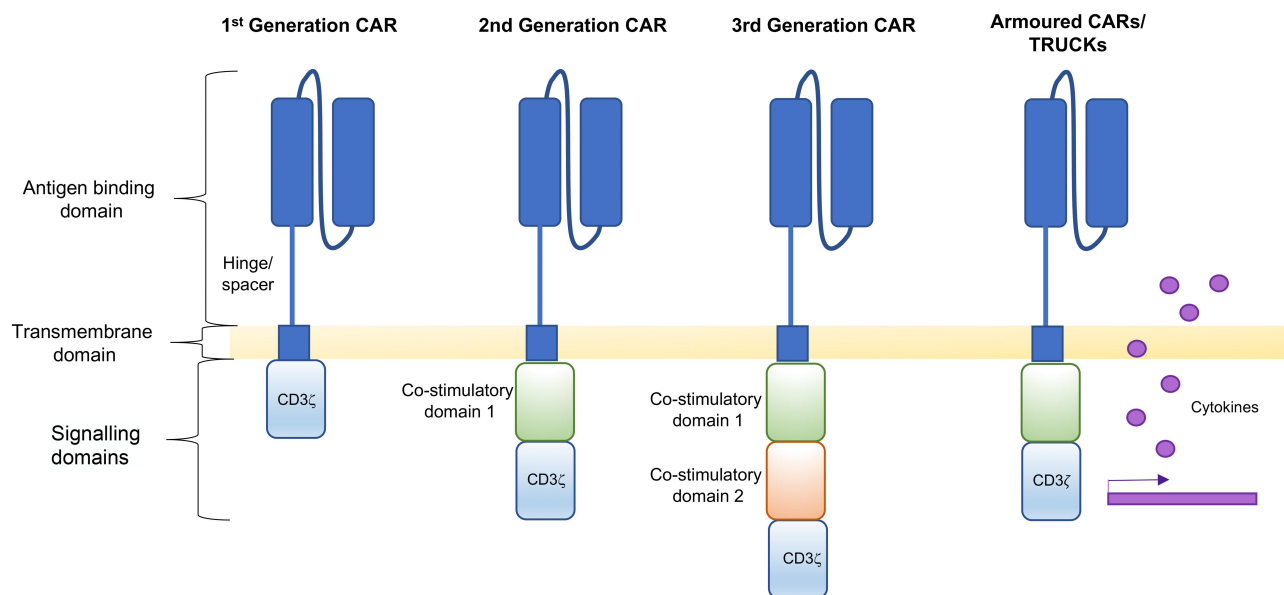 1st Generation CAR
2nd Generation CAR
3rd Generation CAR
Armoured CARs/
TRUCKs
Antigen binding
domain
Hinge/
spacer
Transmembrane
domain
Signalling
domains
CD3ζ
Co-stimulatory
domain 1
CD3ζ
Co-stimulatory
domain 1
Co-stimulatory
domain 2
CD3ζ
CD3ζ
Cytokines